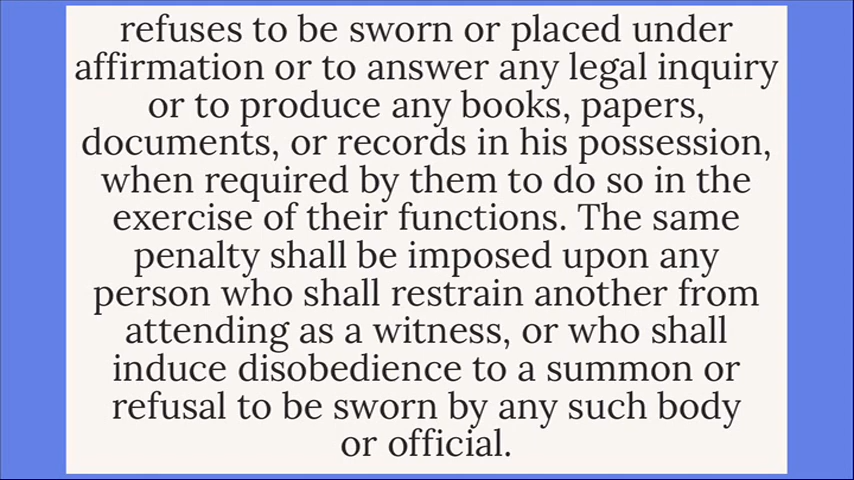 refuses to be sworn or placed under
affirmation or to answer any legal inquiry
or to produce any books, papers,
documents, or records in his possession,
when required by them to do so in the
exercise of their functions. The same
penalty shall be imposed upon any
person who shall restrain another from
attending as a witness, or who shall
induce disobedience to a summon or
refusal to be sworn by any such body
or official.